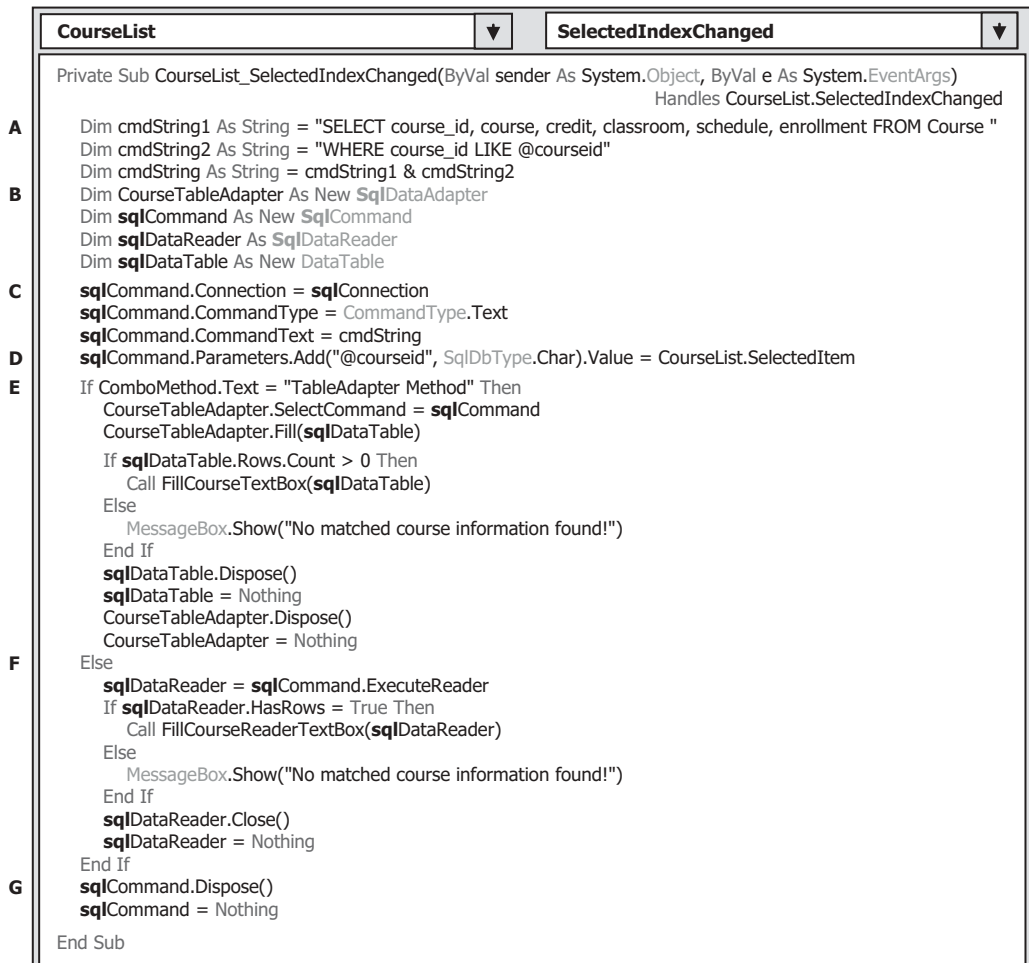 CourseList SelectedIndexChanged
Private Sub CourseList_SelectedIndexChanged(ByVal sender As System.Object, ByVal e As System.EventArgs)
Handles CourseList.SelectedIndexChanged
A Dim cmdString1 As String = "SELECT course_id, course, credit, classroom, schedule, enrollment FROM Course "
Dim cmdString2 As String = "WHERE course_id LIKE @courseid"
Dim cmdString As String = cmdString1 & cmdString2
B Dim CourseTableAdapter As New SqlDataAdapter
Dim sqlCommand As New SqlCommand
Dim sqlDataReader As SqlDataReader
Dim sqlDataTable As New DataTable
C sqlCommand.Connection = sqlConnection
sqlCommand.CommandType = CommandType.Text
sqlCommand.CommandText = cmdString
D sqlCommand.Parameters.Add("@courseid", SqlDbType.Char).Value = CourseList.SelectedItem
E If ComboMethod.Text = "TableAdapter Method" Then
CourseTableAdapter.SelectCommand = sqlCommand
CourseTableAdapter.Fill(sqlDataTable)
If sqlDataTable.Rows.Count > 0 Then
Call FillCourseTextBox(sqlDataTable)
Else
MessageBox.Show("No matched course information found!")
End If
sqlDataTable.Dispose()
sqlDataTable = Nothing
CourseTableAdapter.Dispose()
CourseTableAdapter = Nothing
F Else
sqlDataReader = sqlCommand.ExecuteReader
If sqlDataReader.HasRows = True Then
Call FillCourseReaderTextBox(sqlDataReader)
Else
MessageBox.Show("No matched course information found!")
End If
sqlDataReader.Close()
sqlDataReader = Nothing
End If
G sqlCommand.Dispose()
sqlCommand = Nothing
End Sub